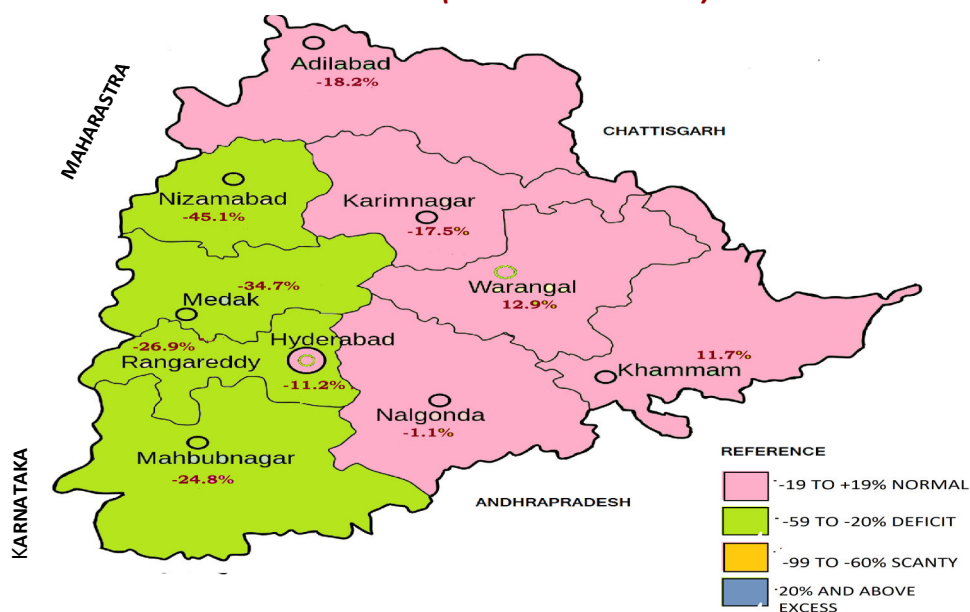 Adilabad
-18.2%
MAHARASTRA
CHATTISGARH
Nizamabad
-45.1%
Karimnagar
-17.5%
-34.7%
Medak
Warangal
12.9%
Hyderabad
-26.9%
Rangareddy
-11.2%
11.7%
Khammam
Nalgonda
-1.1%
Mahbubnagar
-24.8%
KARNATAKA
ANDHRAPRADESH
REFERENCE
-19 TO +19% NORMAL
-59 TO -20% DEFICIT
-99 TO -60% SCANTY
20% AND ABOVE
EXCESS